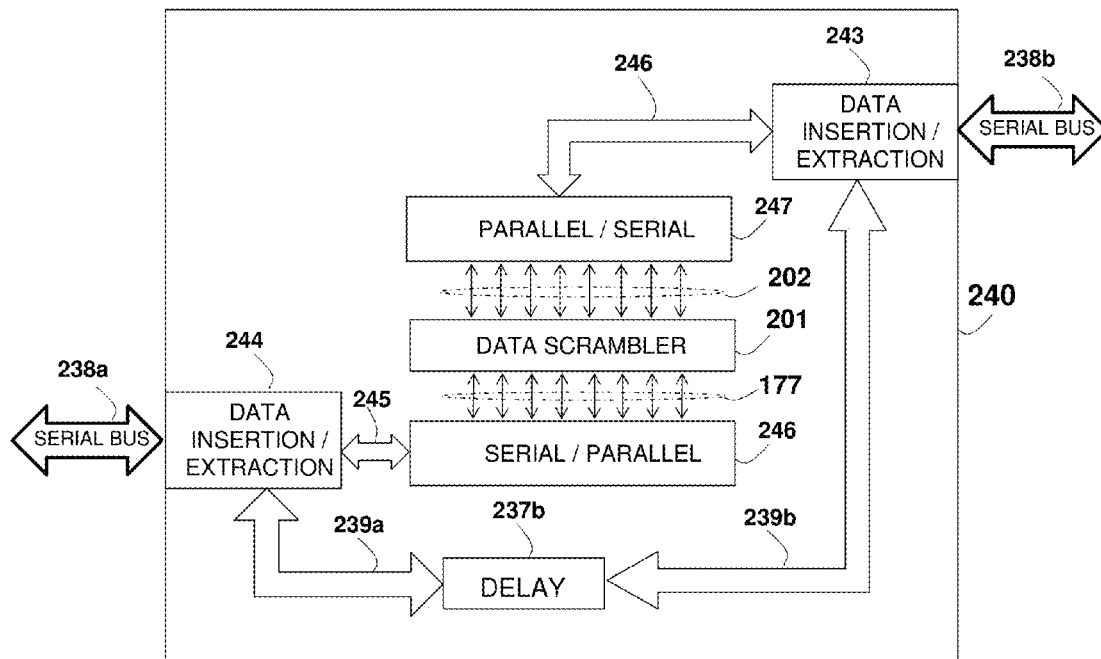 243
246
238b
DATA
INSERTION /
EXTRACTION
SERIAL BUS
PARALLEL / SERIAL
247
202
240
201
DATA SCRAMBLER
244
238a
177
245
SERIAL BUS
DATA
INSERTION /
EXTRACTION
SERIAL / PARALLEL
246
239a
237b
239b
DELAY